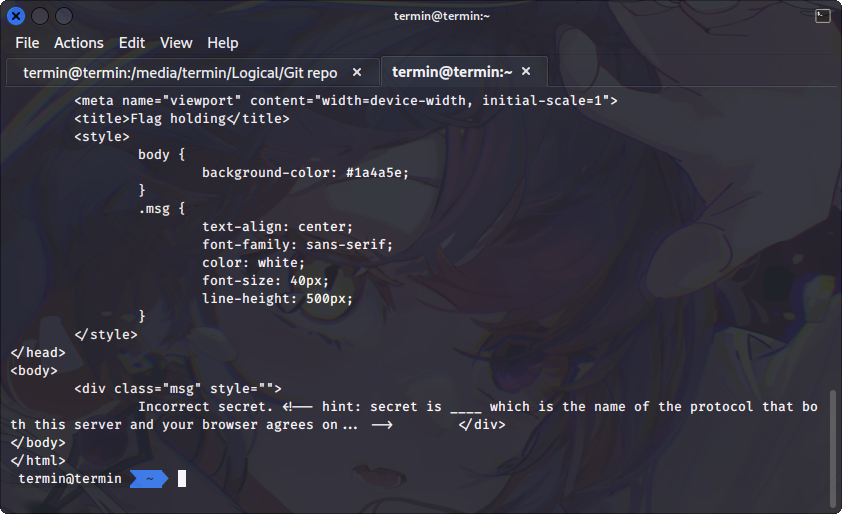 termin@termin:~
File Actions Edit View Help
termin@termin:/media/termin/Logical/Git repo × termin@termin:~ ×
<meta name="viewport" content="width=device-width, initial-scale=1">
<title>Flag holding</title>
<style>
body {
background-color: #1a4a5e;
}
.msg {
text-align: center;
font-family: sans-serif;
color: white;
font-size: 40px;
line-height: 500px;
}
</style>
</head>
<body>
<div class="msg" style="">
Incorrect secret. <!-- hint: secret is ____ which is the name of the protocol that bo
th this server and your browser agrees on... --> </div>
</body>
</html>
termin@termin ~